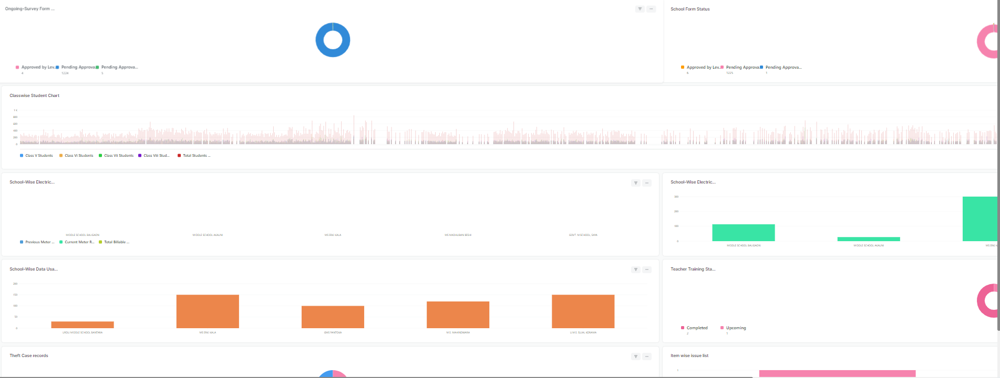 Ongoing-Survey Form ...
Approved by Lev.. Pending Approva.. Pending Approva...
4 1224 5
School Form Status
Approved by Lev.. Pending Approva.. Pending Approva...
6 1225 1
Classwise Student Chart
1 K
800
600
400
200
0
Class V Students Class Vi Students Class Vii Students Class Viii Stud... Total Students ...
School-Wise Electric...
MIDDLE SCHOOL BALIGAON MIDDLE SCHOOL AKAUNI MS ERKI KALA MS MADHUBAN BESHI GOVT. M.SCHOOL, SAYA
Previous Meter ... Current Meter R... Total Billable ...
School-Wise Electric...
300
200
100
0
MIDDLE SCHOOL BALIGAON MIDDLE SCHOOL AKAUNI MS ERKI K
School-Wise Data Usa...
200
150
100
50
0
URDU MIDDLE SCHOOL BANTARA MS ERKI KALA GMS PANTOKA M.S. MAHINDWARA U.M.S. SUJAL KORAMA
Teacher Training Sta...
Completed Upcoming
2 1
Theft Case records
Item wise issue list
1